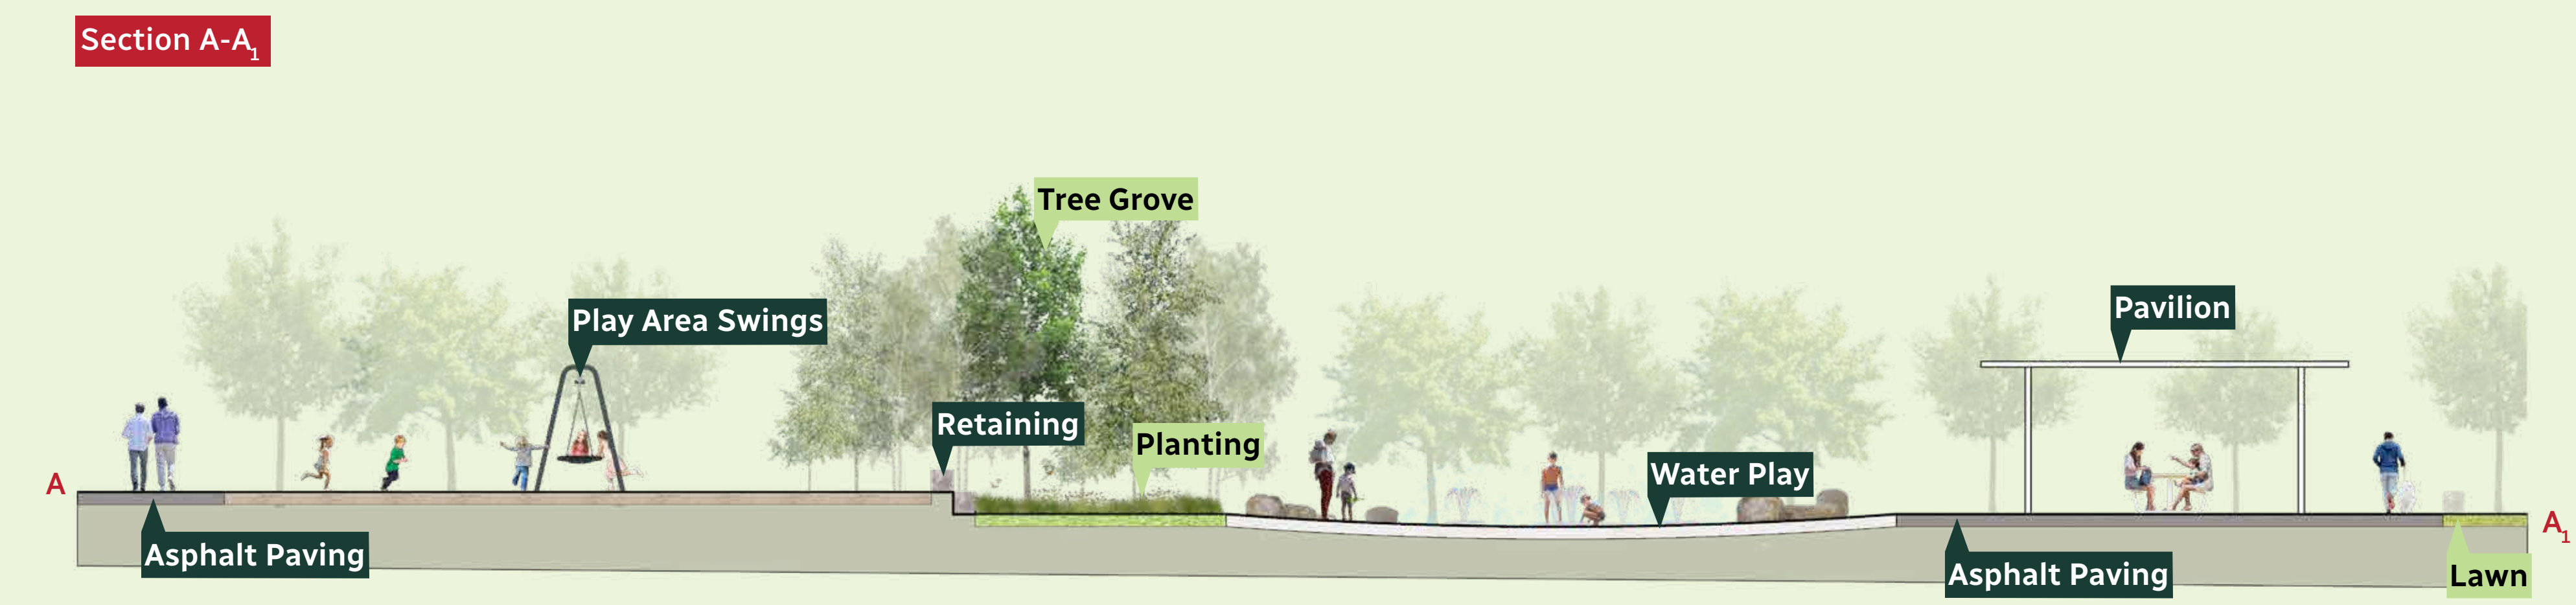 Section A-A1
Tree Grove
Play Area Swings
Pavilion
Retaining
Planting
Water Play
A
A1
Asphalt Paving
Asphalt Paving
Lawn